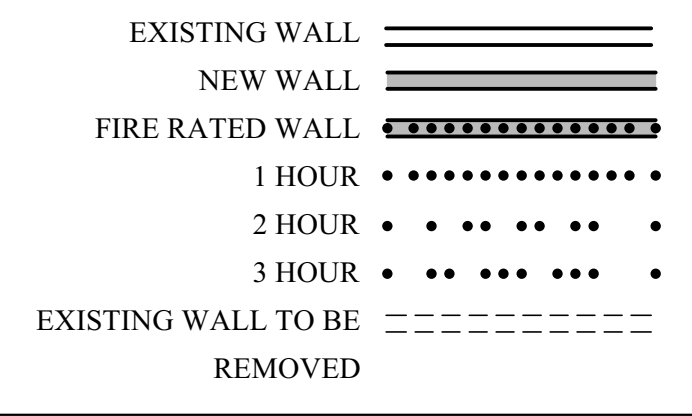 EXISTING WALL
NEW WALL
FIRE RATED WALL
1 HOUR
2 HOUR
3 HOUR
EXISTING WALL TO BE
REMOVED